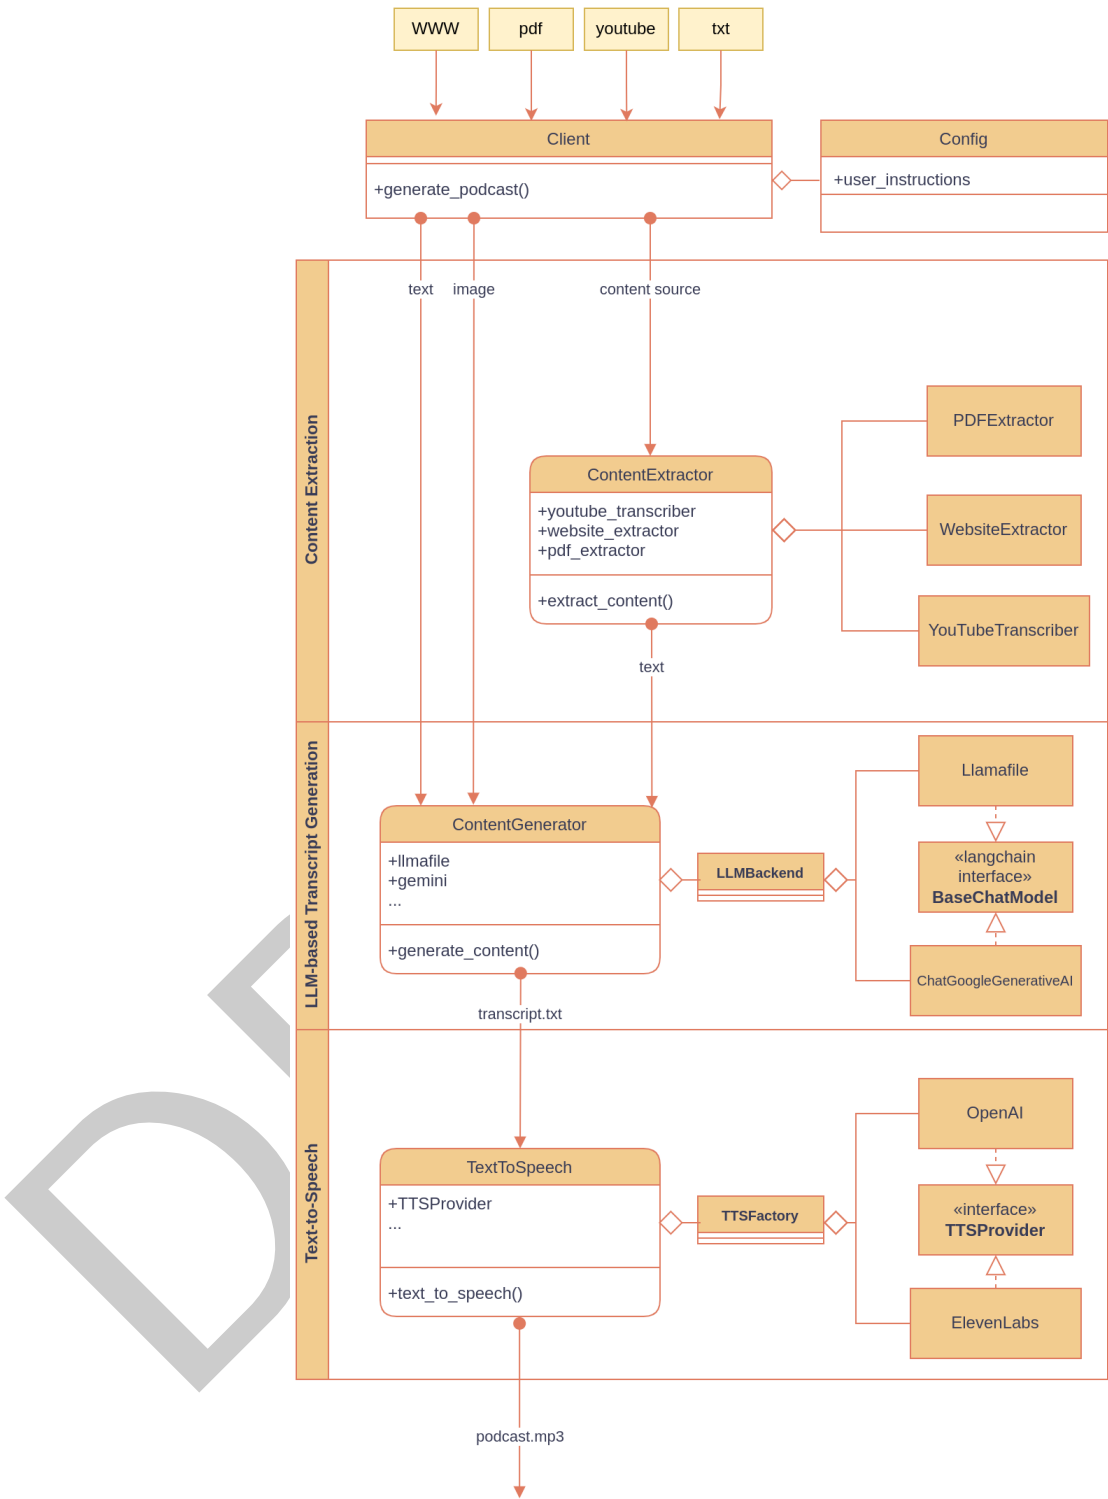 WWW
pdf
youtube
txt
Client
+generate_podcast()
Config
+user_instructions
text
image
content source
Content Extraction
PDFExtractor
ContentExtractor
+youtube_transcriber
+website_extractor
+pdf_extractor
+extract_content()
WebsiteExtractor
YouTubeTranscriber
text
LLM-based Transcript Generation
Llamafile
ContentGenerator
+llmafile
+gemini
...
+generate_content()
LLMBackend
«langchain
interface»
BaseChatModel
ChatGoogleGenerativeAI
transcript.txt
Text-to-Speech
OpenAI
TextToSpeech
+TTSProvider
...
+text_to_speech()
TTSFactory
«interface»
TTSProvider
ElevenLabs
podcast.mp3